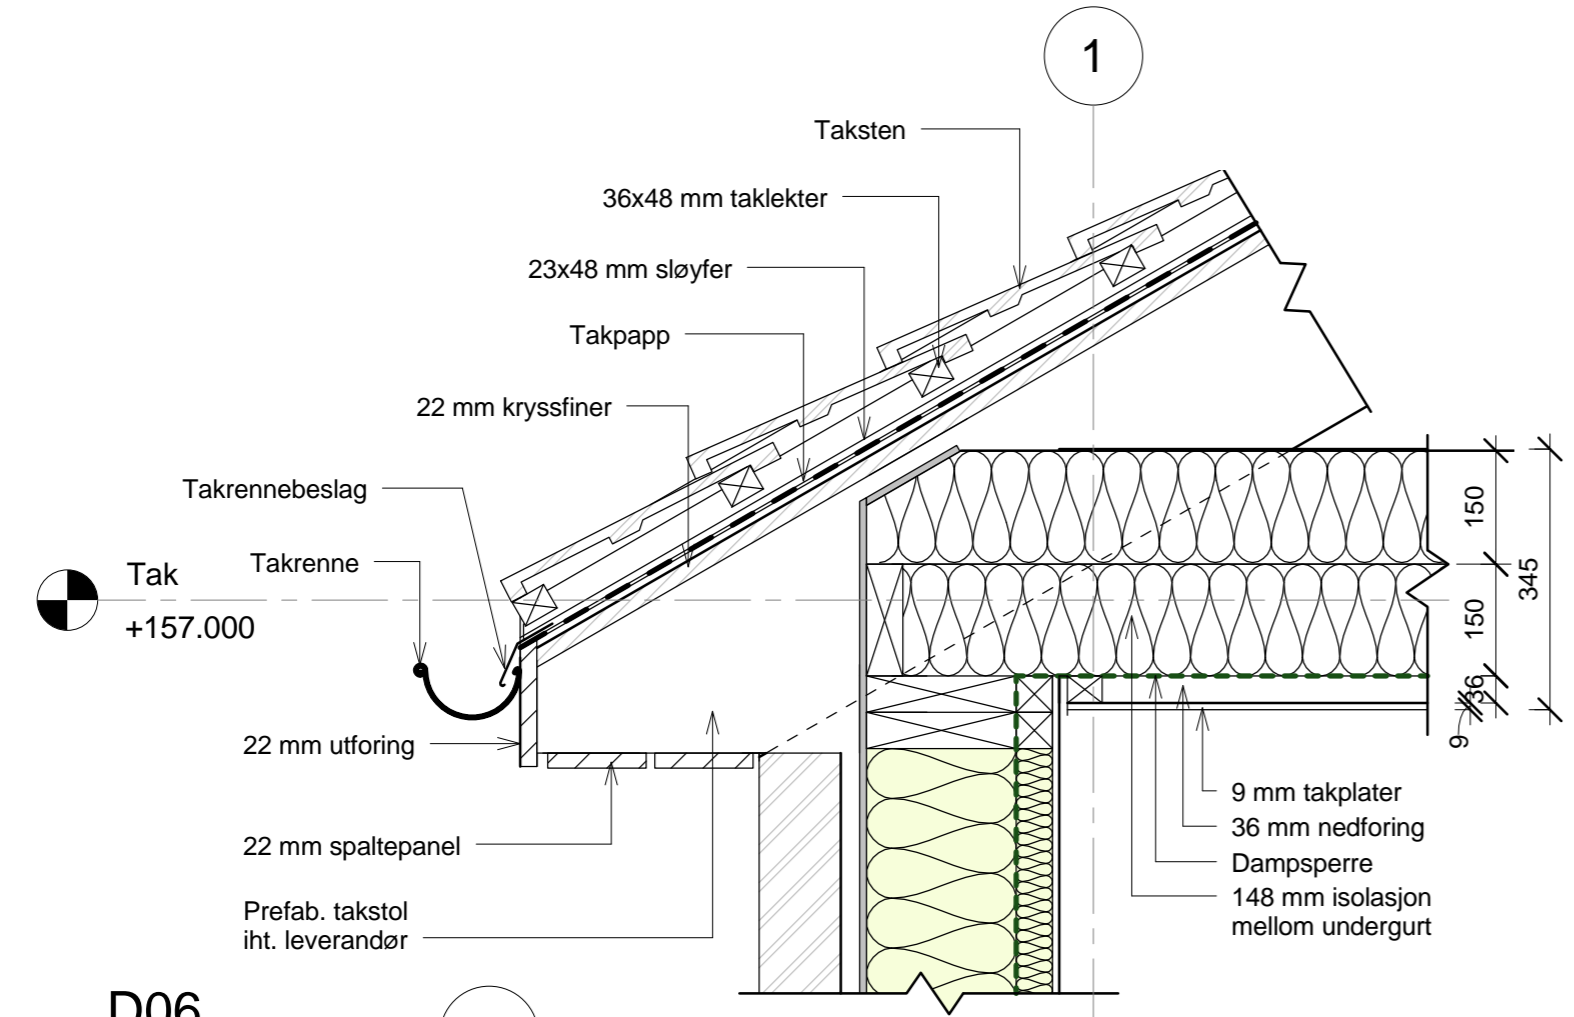 1
Taksten
36x48 mm taklekter
23x48 mm sløyfer
Takpapp
22 mm kryssfiner
Takrennebeslag
Takrenne
Tak
+157.000
22 mm utforing
22 mm spaltepanel
Prefab. takstol
iht. leverandør
150
150
36
9
345
9 mm takplater
36 mm nedforing
Dampsperre
148 mm isolasjon
mellom undergurt
D06